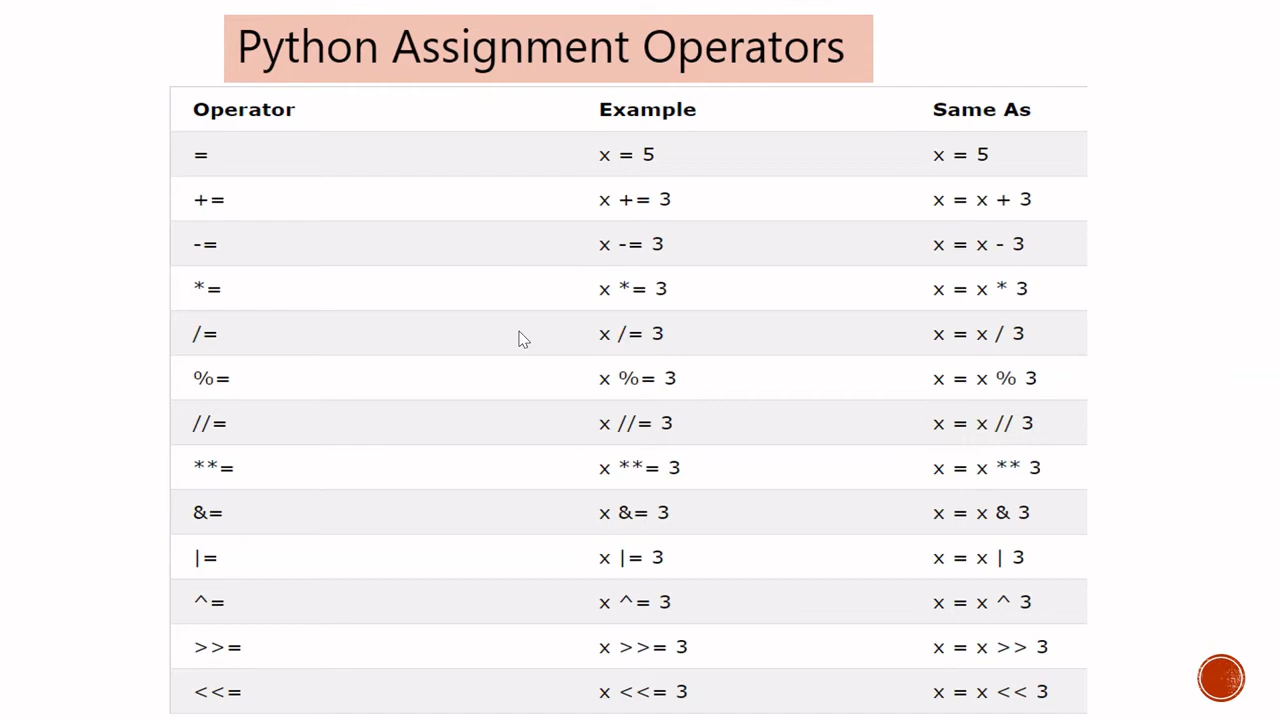 Python Assignment Operators
Operator Example Same As
= x = 5 x = 5
+= x += 3 x = x + 3
-= x -= 3 x = x - 3
*= x *= 3 x = x * 3
/= x /= 3 x = x / 3
%= x %= 3 x = x % 3
//= x //= 3 x = x // 3
**= x **= 3 x = x ** 3
&= x &= 3 x = x & 3
|= x |= 3 x = x | 3
^= x ^= 3 x = x ^ 3
>>= x >>= 3 x = x >> 3
<<= x <<= 3 x = x << 3